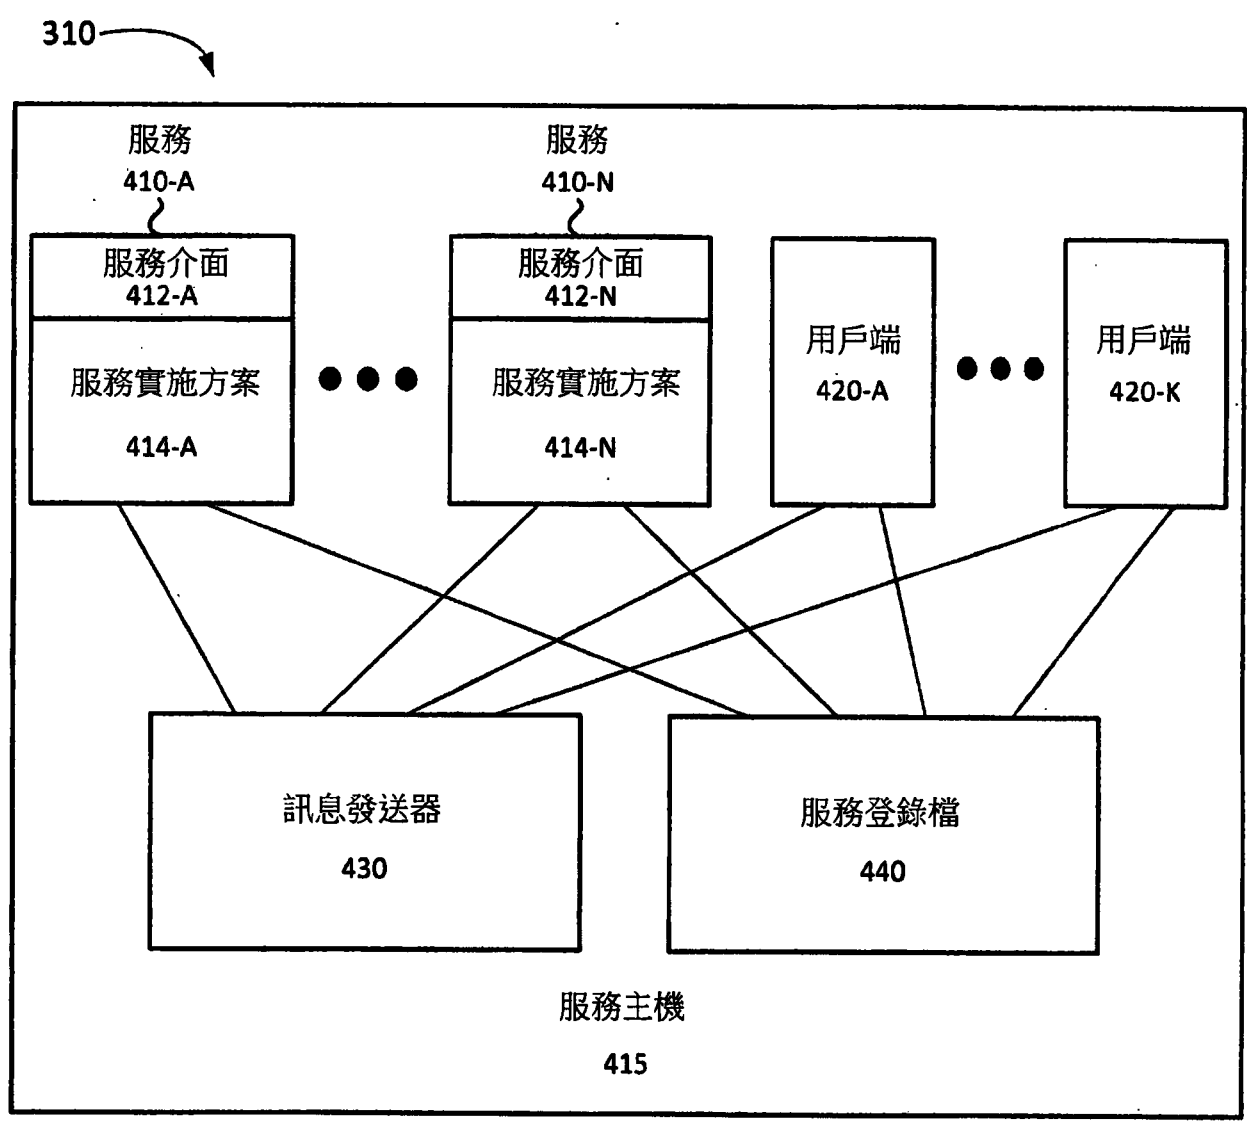 310
服務
410-A
服務
410-N
服務介面
412-A
服務實施方案
414-A
服務介面
412-N
服務實施方案
414-N
用戶端
420-A
用戶端
420-K
訊息發送器
430
服務登錄檔
440
服務主機
415